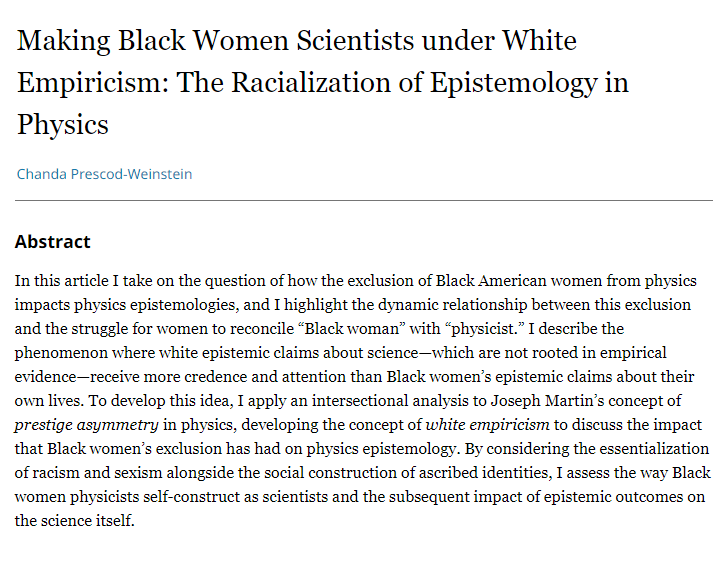 Making Black Women Scientists under White
Empiricism: The Racialization of Epistemology in
Physics
Chanda Prescod-Weinstein
Abstract
In this article I take on the question of how the exclusion of Black American women from physics
impacts physics epistemologies, and I highlight the dynamic relationship between this exclusion
and the struggle for women to reconcile “Black woman” with “physicist.” I describe the
phenomenon where white epistemic claims about science—which are not rooted in empirical
evidence—receive more credence and attention than Black women’s epistemic claims about their
own lives. To develop this idea, I apply an intersectional analysis to Joseph Martin’s concept of
prestige asymmetry in physics, developing the concept of white empiricism to discuss the impact
that Black women’s exclusion has had on physics epistemology. By considering the essentialization
of racism and sexism alongside the social construction of ascribed identities, I assess the way Black
women physicists self-construct as scientists and the subsequent impact of epistemic outcomes on
the science itself.